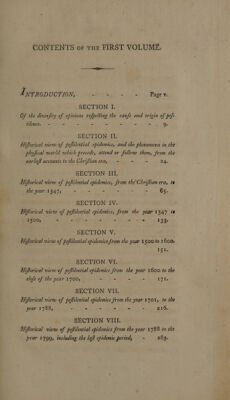 CONTENTS OF THE FIRST VOLUME.
INTRODUCTION, - - - - Page v.
SECTION I.
Of the diversity of opinions respecting the cause and origin of pes-
tilence. - - - - - - - - 9.
SECTION II.
Historical view of pestilential epidemics, and the phenomena in the
physical world which precede, attend or follow them, from the
earliest accounts to the Christian era, - - - 24.
SECTION III.
Historical view of pestilential epidemics, from the Christian era, to
the year 1347, - - - - - - 65.
SECTION IV.
Historical view of pestilential epidemics, from the year 1347 to
1500, - - - - - - - 133.
SECTION V.
Historical view of pestilential epidemics from the year 1500 to 1600.
151.
SECTION VI.
Historical view of pestilential epidemics from the year 1600 to the
close of the year 1700, - - - - - 171.
SECTION VII.
Historical view of pestilential epidemics from the year 1701, to the
year 1788, - - - - - - 216.
SECTION VIII.
Historical view of pestilential epidemics from the year 1788 to the
year 1799, including the last epidemic period, - 285.